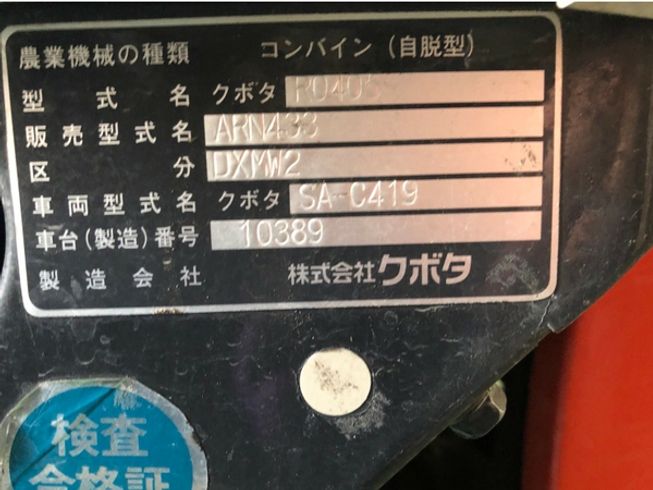 農業機械の種類 コンバイン (自脱型)
型式名 クボタ
販売型式名 ARN433
区分 DXMW2
車両型式名 クボタ SA-C419
車台(製造)番号 10389
製造会社 株式会社クボタ
検査
合格証